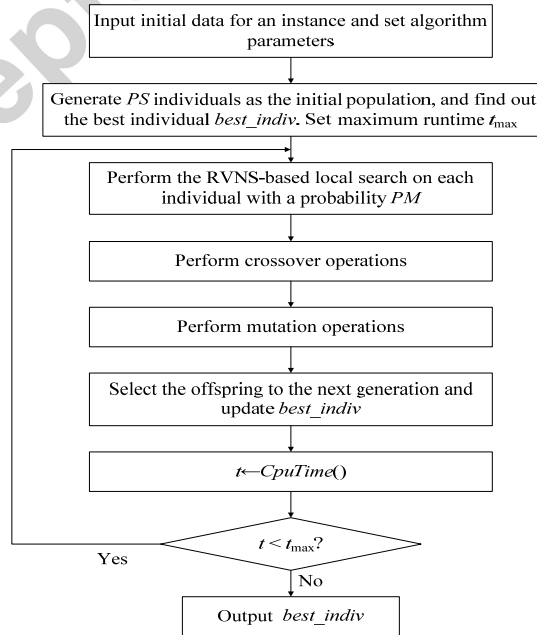 Input initial data for an instance and set algorithm
parameters
Generate PS individuals as the initial population, and find out
the best individual best_indiv. Set maximum runtime tmax
Perform the RVNS-based local search on each
individual with a probability PM
Perform crossover operations
Perform mutation operations
Select the offspring to the next generation and
update best_indiv
t←CpuTime()
t < tmax?
Yes
No
Output best_indiv